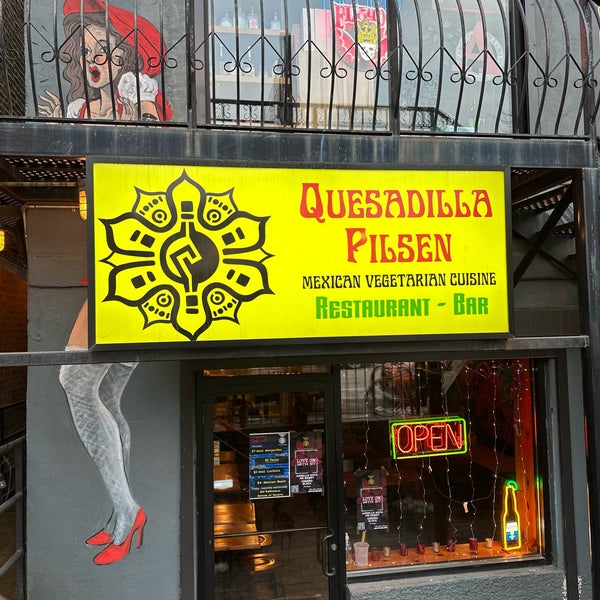 QUESADILLA
PILSEN
MEXICAN VEGETARIAN CUISINE
RESTAURANT - BAR
OPEN